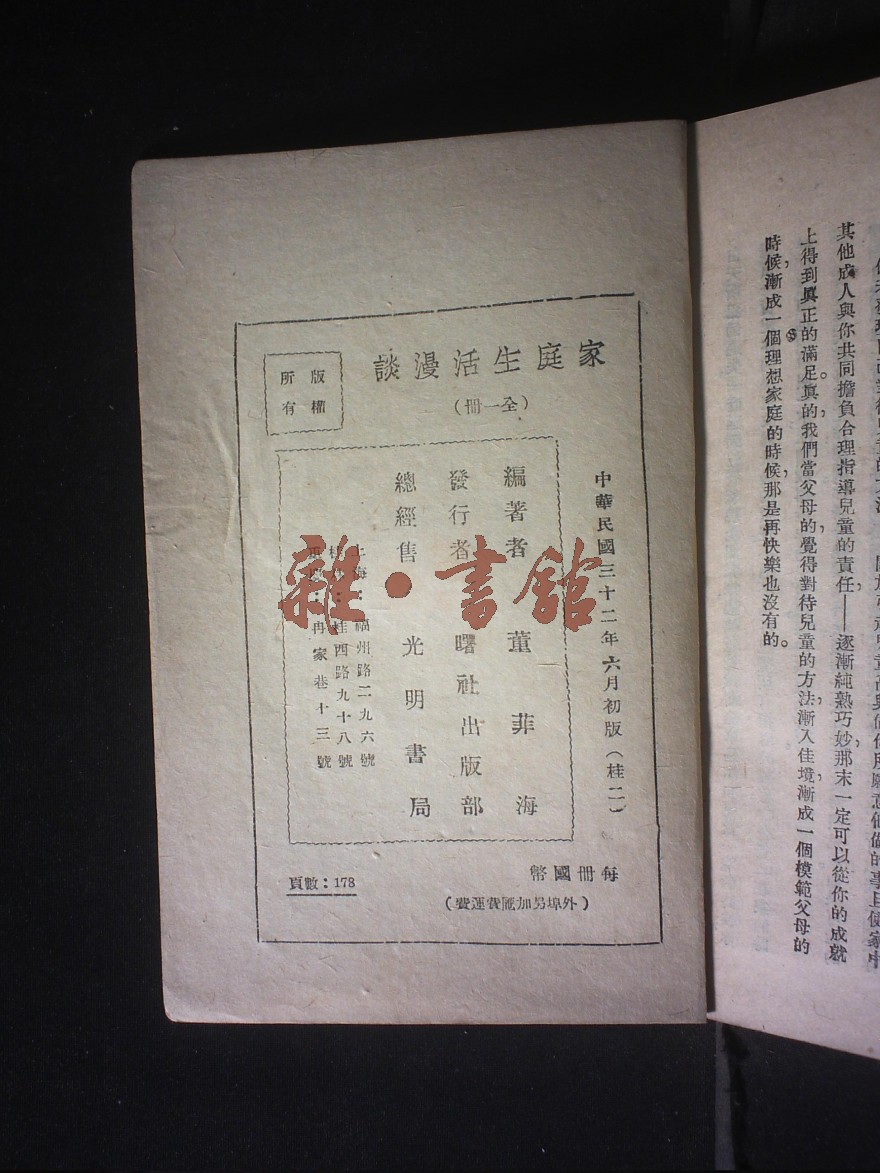 其他成人與你共同擔負合理指導兒童的責任——逐漸純熟巧妙，那末一定可以從你的成就
上得到眞正的滿足。眞的，我們當父母的，覺得對待兒童的方法，漸入佳境，漸成一個模範父母的
時候，漸成一個理想家庭的時候，那是再快樂也沒有的。
家庭生活漫談
（全一冊）
版權
所有
中華民國三十二年六月初版（桂二）
編著者 董菲海
發行者 曙社出版部
總經售 光明書局
上海：福州路二九六號
桂西路九十八號
冉家巷十三號
每冊國幣
（外埠另加匯費運費）
頁數：178
雜·書館